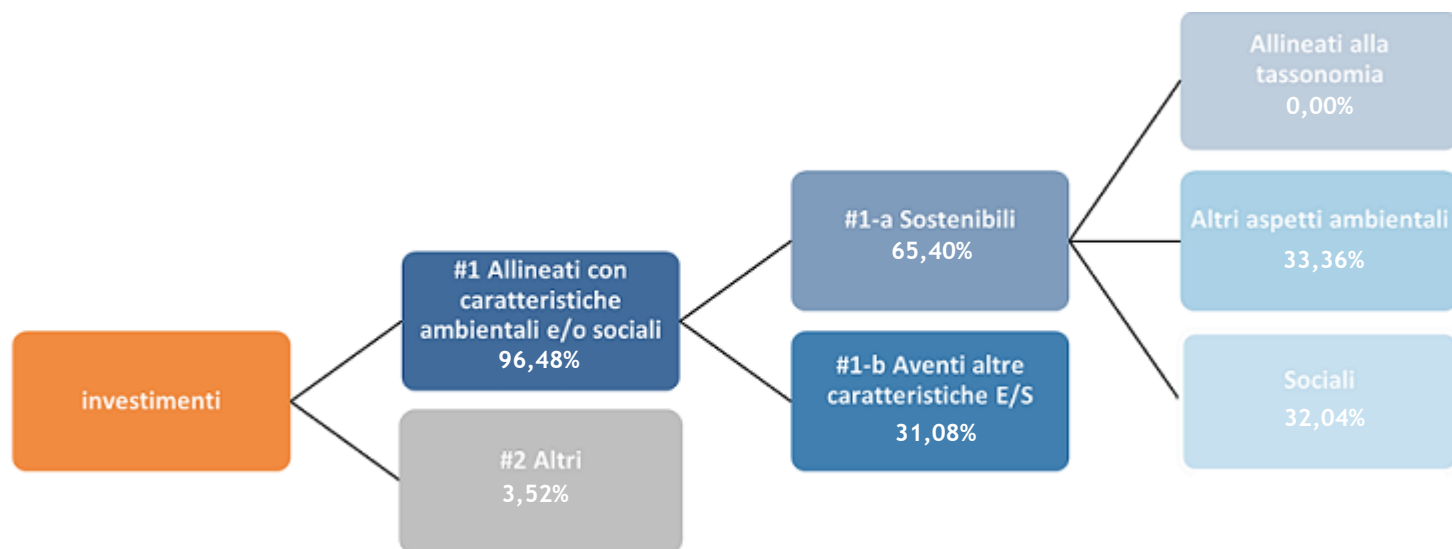 investimenti
#1 Allineati con
caratteristiche
ambientali e/o sociali
96,48%
#2 Altri
3,52%
#1-a Sostenibili
65,40%
#1-b Aventi altre
caratteristiche E/S
31,08%
Allineati alla
tassonomia
0,00%
Altri aspetti ambientali
33,36%
Sociali
32,04%